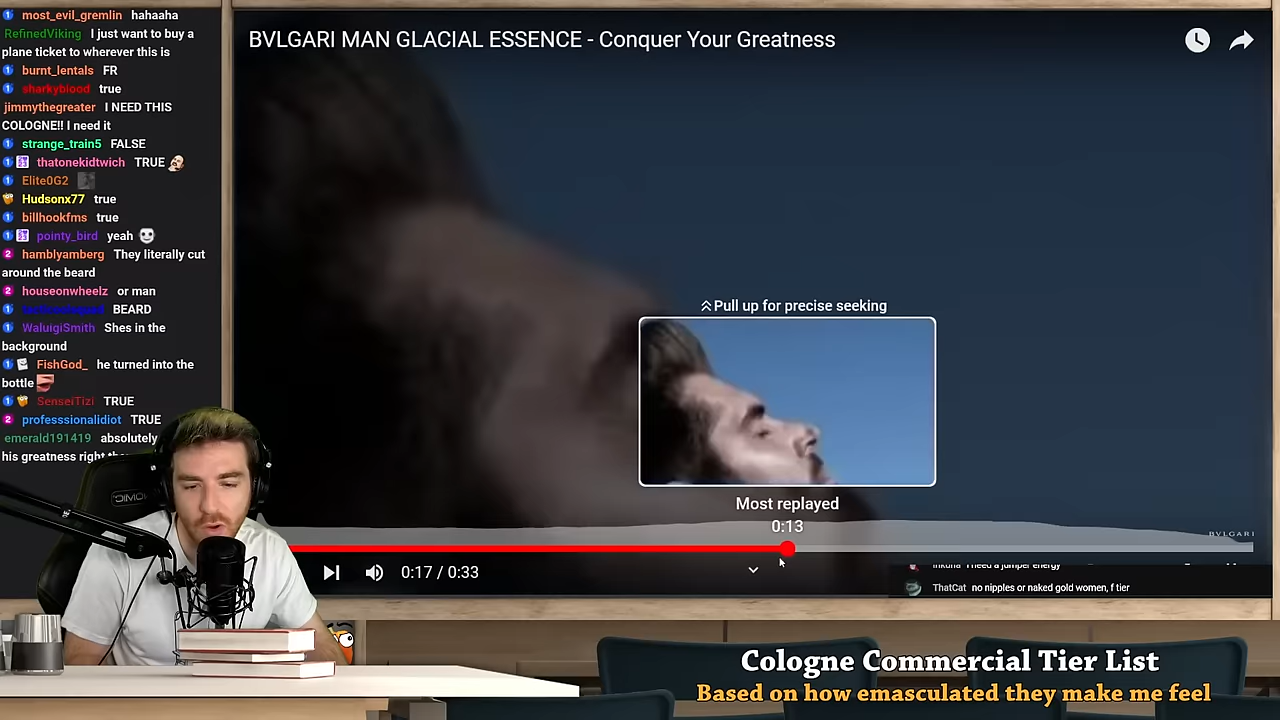 most_evil_gremlin hahaaha
RefinedViking I just want to buy a
plane ticket to wherever this is
burnt_lentals FR
sharkyblood true
jimmythegreater I NEED THIS
COLOGNE!! I need it
strange_train5 FALSE
thatonekidtwich TRUE
Elite0G2
Hudsonx77 true
billhookfms true
pointy_bird yeah
hamblyamberg They literally cut
around the beard
houseonwheelz or man
BEARD
WaluigiSmith Shes in the
background
FishGod_ he turned into the
bottle
SenseiTizi TRUE
professsionalidiot TRUE
emerald191419 absolutely
his greatness right
BVLGARI MAN GLACIAL ESSENCE - Conquer Your Greatness
Pull up for precise seeking
Most replayed
0:13
BVLGARI
0:17 / 0:33
I need a jumper energy
ThatCat no nipples or naked gold women, f tier
Cologne Commercial Tier List
Based on how emasculated they make me feel